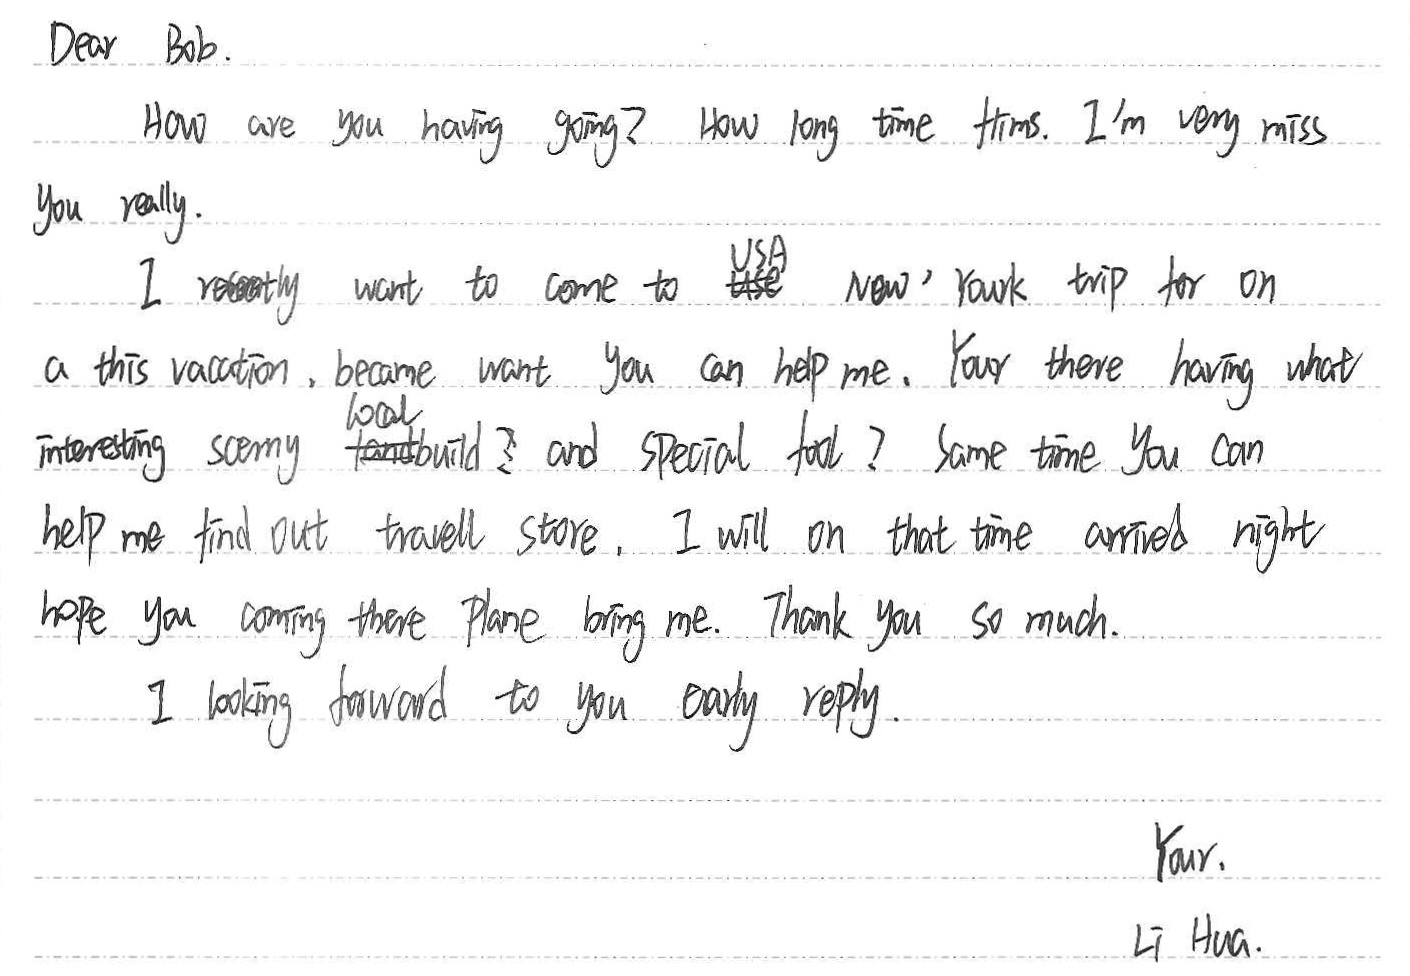 Dear Bob.
How are you having going? How long time tims. I'm very miss
you really.
I recently want to come to USA New' Yourk trip for on
a this vacation, became want you can help me. Your there having what
interesting scerny local build? and special fool? Same time you can
help me find out travell store. I will on that time arrived night
hope you coming there plane bring me. Thank you so much.
I looking forward to you early reply.
Your.
Li Hua.